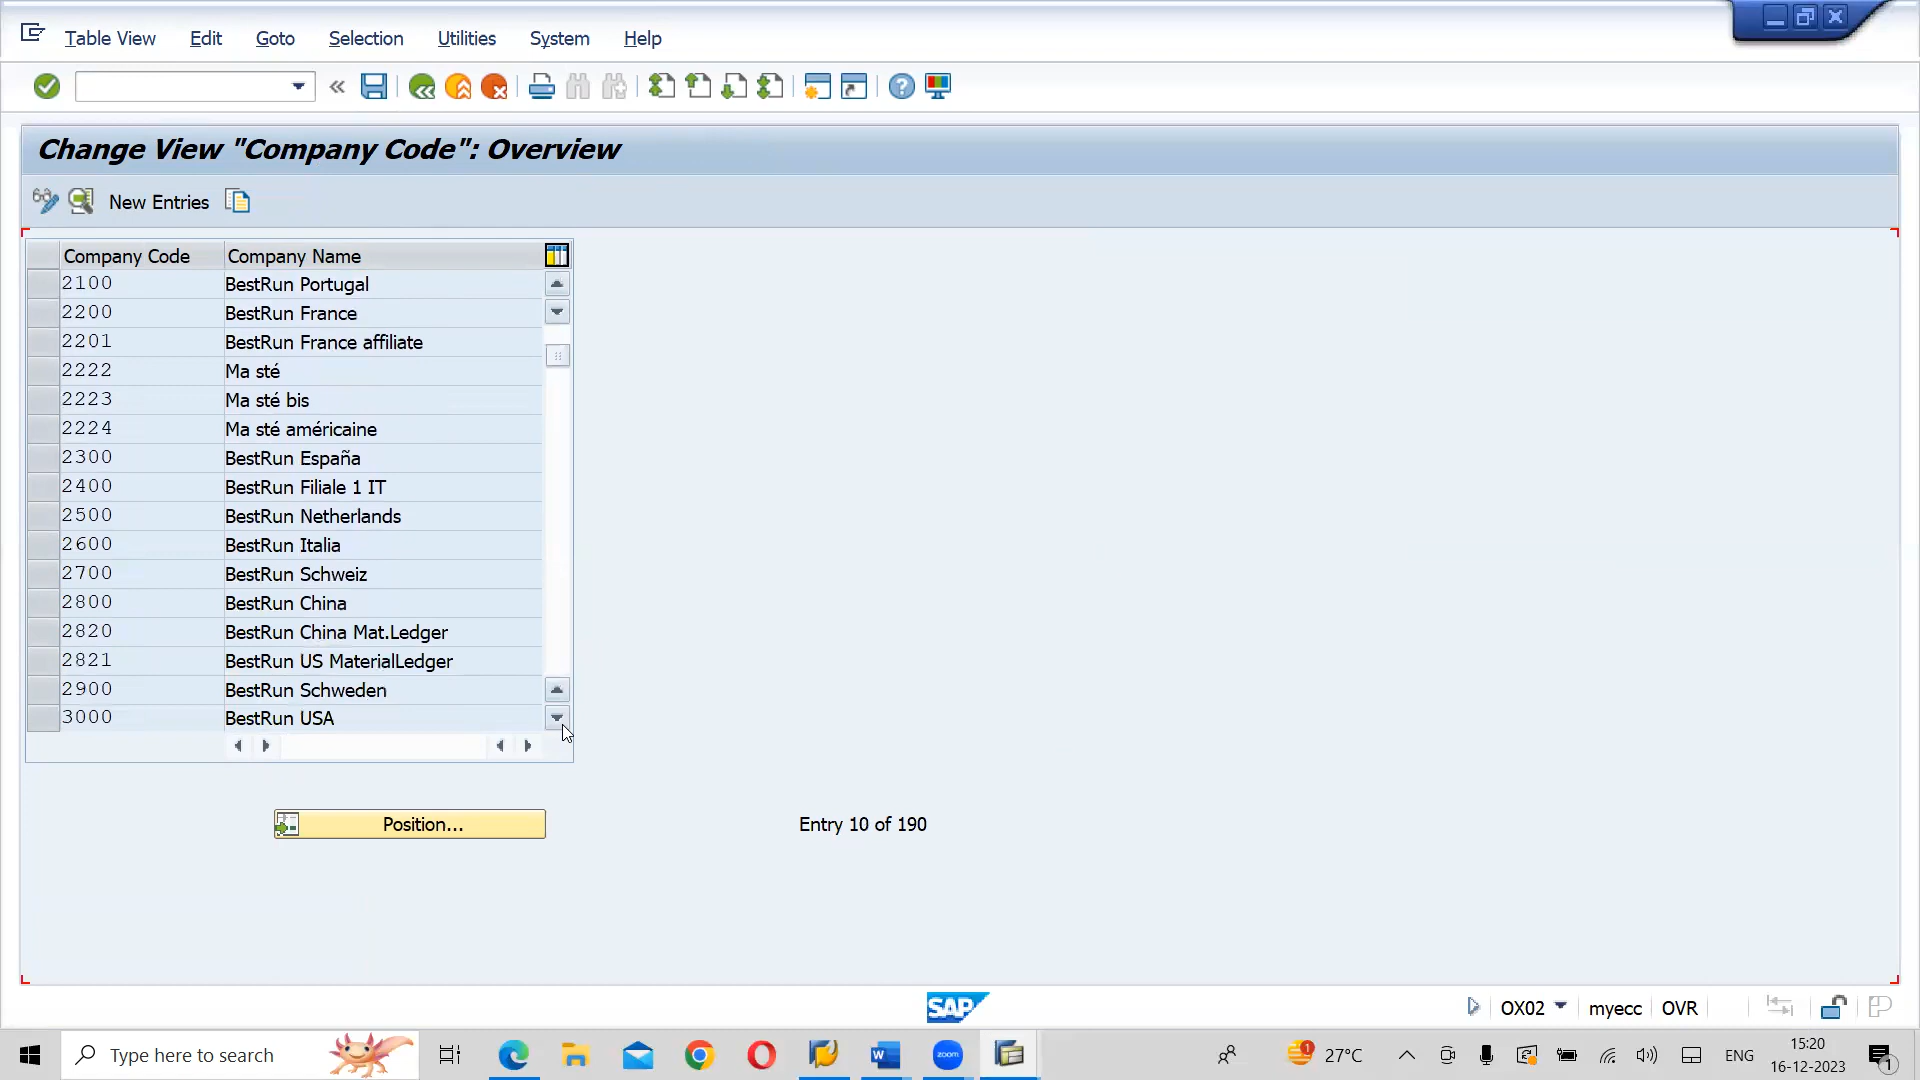 Table View Edit Goto Selection Utilities System Help
Change View "Company Code": Overview
New Entries
Company Code Company Name
2100 BestRun Portugal
2200 BestRun France
2201 BestRun France affiliate
2222 Ma sté
2223 Ma sté bis
2224 Ma sté américaine
2300 BestRun España
2400 BestRun Filiale 1 IT
2500 BestRun Netherlands
2600 BestRun Italia
2700 BestRun Schweiz
2800 BestRun China
2820 BestRun China Mat.Ledger
2821 BestRun US MaterialLedger
2900 BestRun Schweden
3000 BestRun USA
Position... Entry 10 of 190
SAP OX02 myecc OVR
Type here to search zoom 1 27°C ENG 15:20
16-12-2023 1